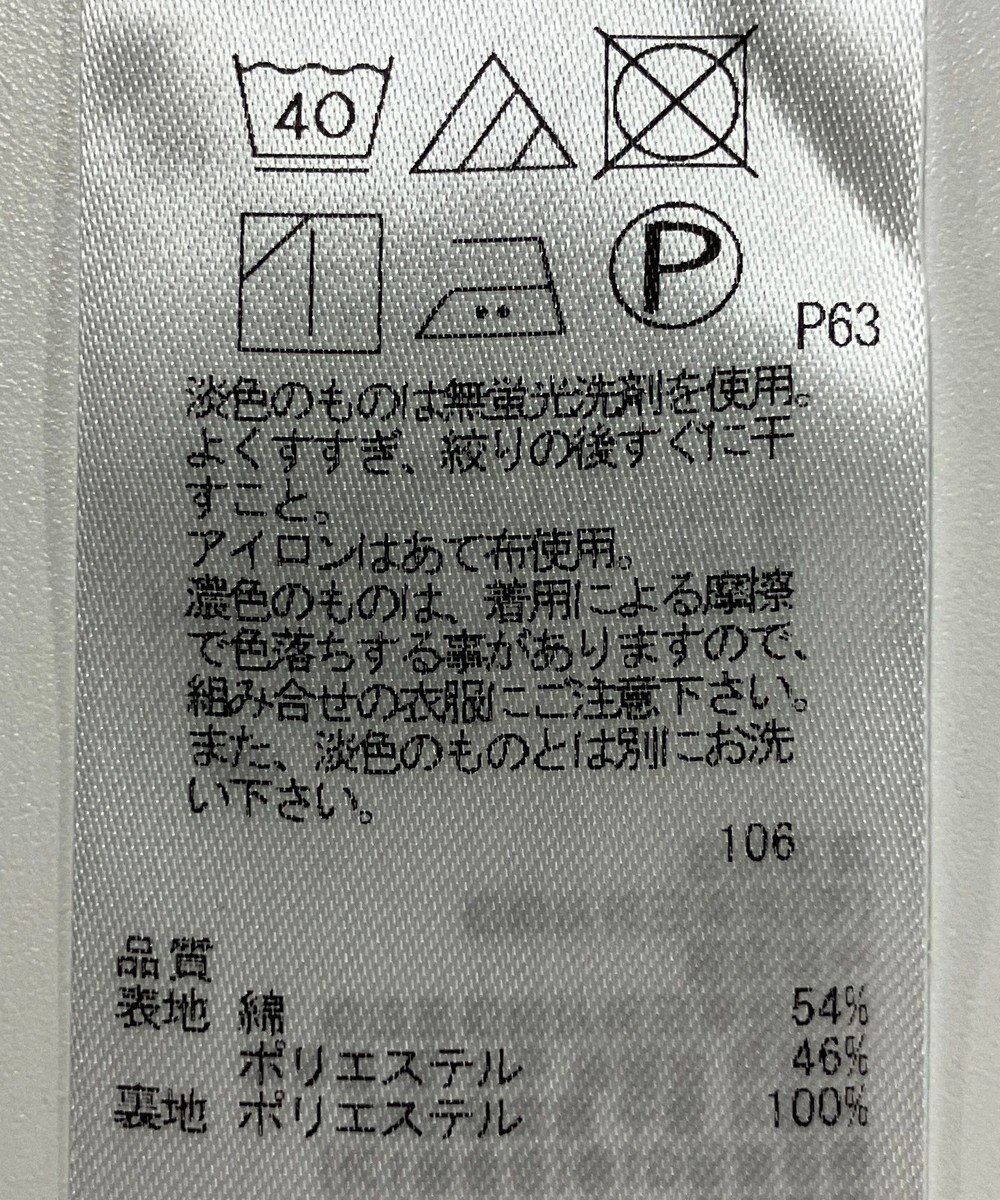 40
P
P63
淡色のものは無蛍光洗剤を使用。
よくすすぎ、絞りの後すぐに干
すこと。
アイロンはあて布使用。
濃色のものは、着用による摩擦
で色落ちする事がありますので、
組み合せの衣服にご注意下さい。
また、淡色のものとは別にお洗
い下さい。
106
品質
表地 綿 54%
ポリエステル 46%
裏地 ポリエステル 100%